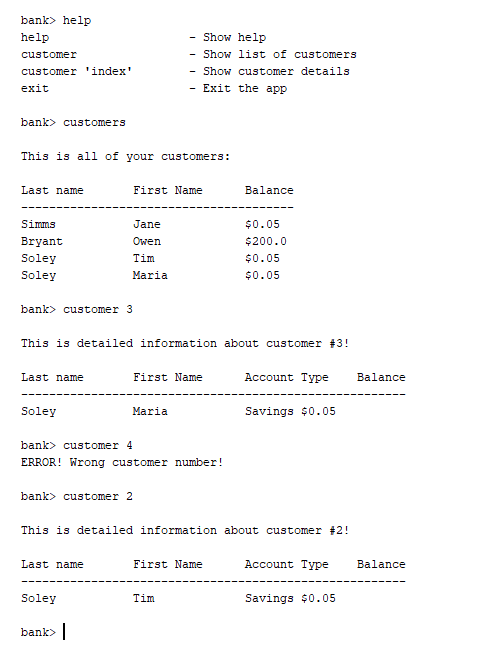 bank> help
help - Show help
customer - Show list of customers
customer 'index' - Show customer details
exit - Exit the app
bank> customers
This is all of your customers:
Last name First Name Balance
---------------------------------------
Simms Jane $0.05
Bryant Owen $200.0
Soley Tim $0.05
Soley Maria $0.05
bank> customer 3
This is detailed information about customer #3!
Last name First Name Account Type Balance
-------------------------------------------------------
Soley Maria Savings $0.05
bank> customer 4
ERROR! Wrong customer number!
bank> customer 2
This is detailed information about customer #2!
Last name First Name Account Type Balance
-------------------------------------------------------
Soley Tim Savings $0.05
bank>